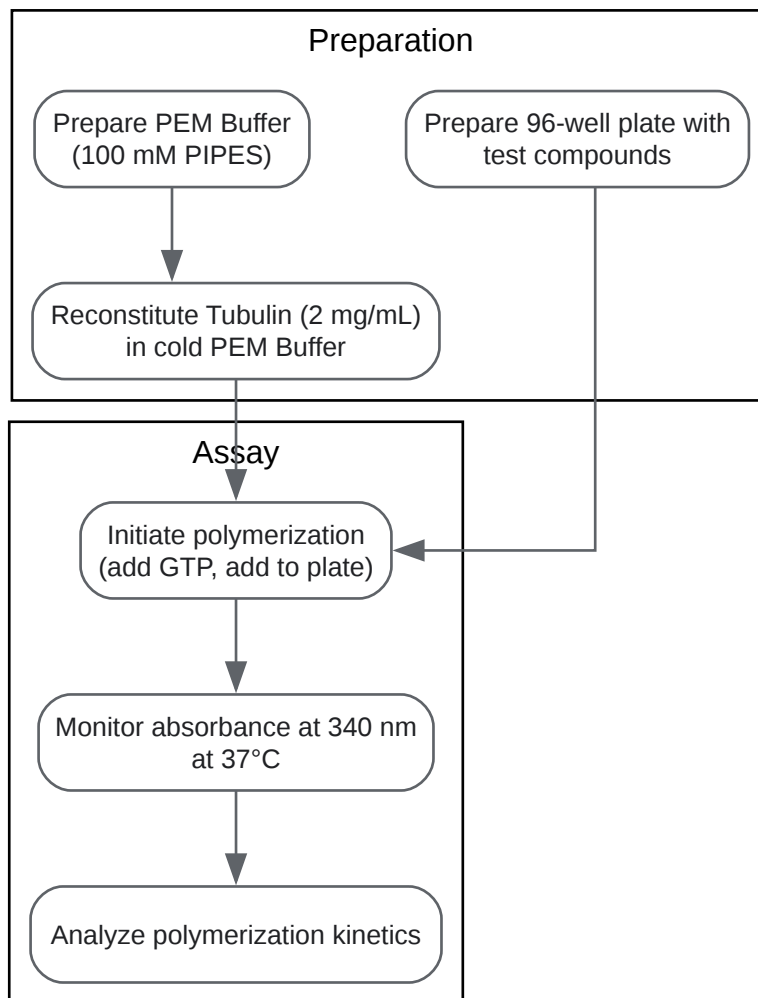 Preparation
Prepare PEM Buffer
(100 mM PIPES)
Prepare 96-well plate with
test compounds
Reconstitute Tubulin (2 mg/mL)
in cold PEM Buffer
Assay
Initiate polymerization
(add GTP, add to plate)
Monitor absorbance at 340 nm
at 37°C
Analyze polymerization kinetics